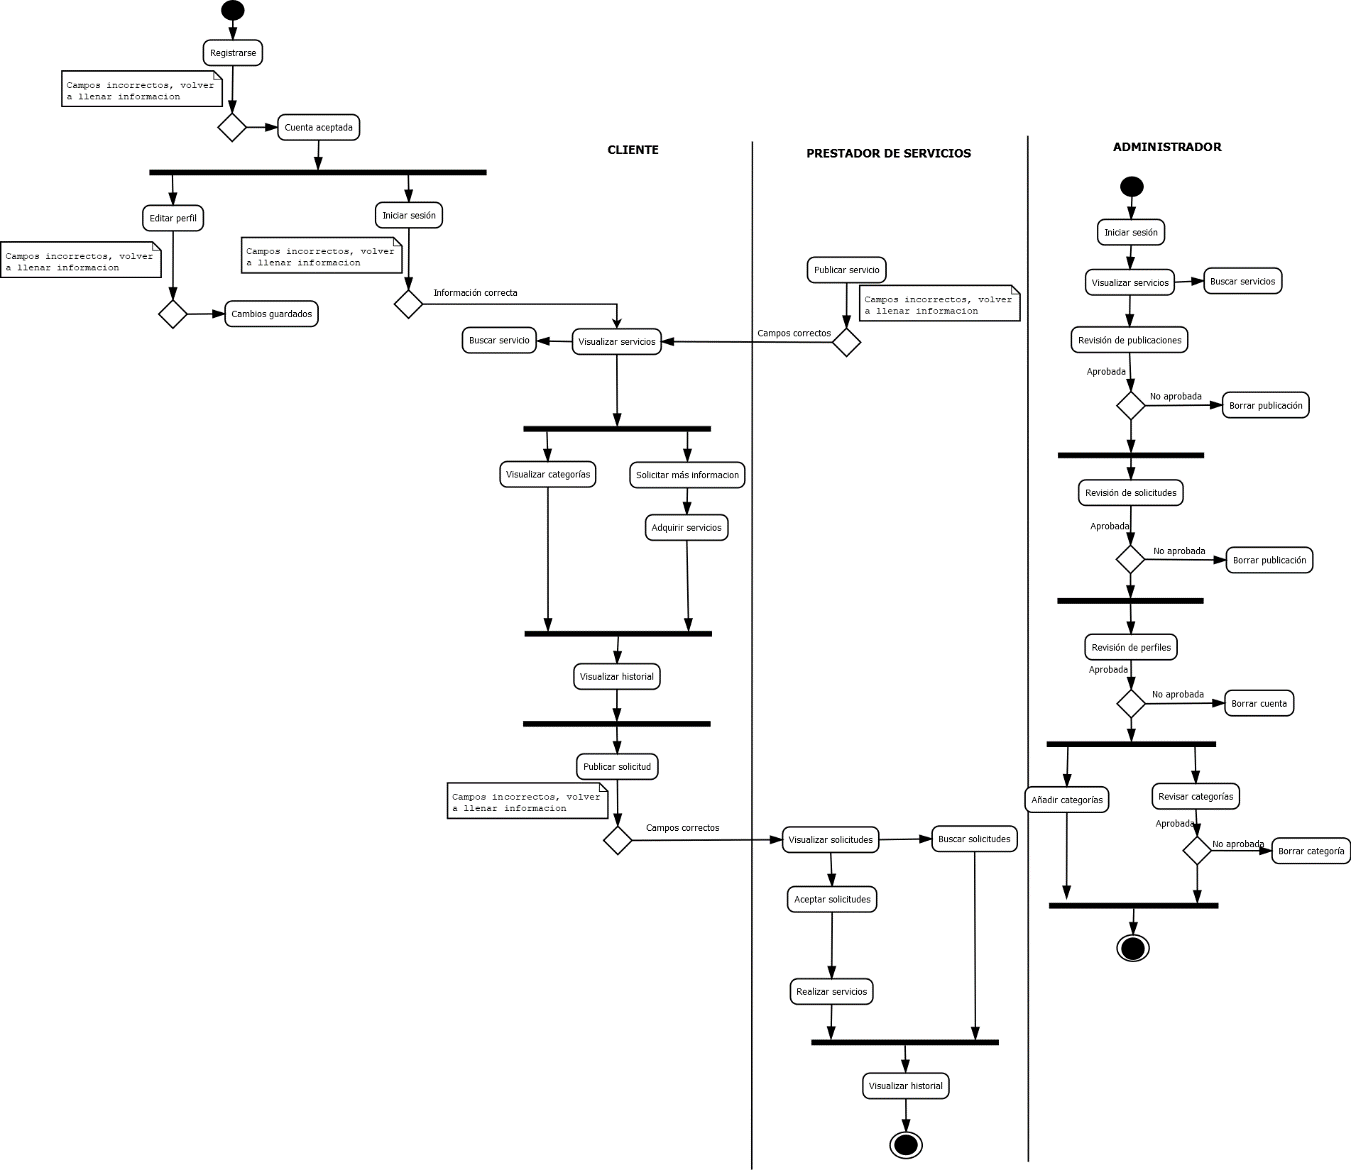 Registrarse
Campos incorrectos, volver
a llenar informacion
Cuenta aceptada
CLIENTE
PRESTADOR DE SERVICIOS
ADMINISTRADOR
Editar perfil
Iniciar sesión
Campos incorrectos, volver
a llenar informacion
Campos incorrectos, volver
a llenar informacion
Cambios guardados
Información correcta
Publicar servicio
Campos incorrectos, volver
a llenar informacion
Campos correctos
Buscar servicio
Visualizar servicios
Visualizar categorías
Solicitar más informacion
Adquirir servicios
Visualizar historial
Publicar solicitud
Campos incorrectos, volver
a llenar informacion
Campos correctos
Visualizar solicitudes
Buscar solicitudes
Aceptar solicitudes
Realizar servicios
Visualizar historial
Iniciar sesión
Visualizar servicios
Buscar servicios
Revisión de publicaciones
Aprobada
No aprobada
Borrar publicación
Revisión de solicitudes
Aprobada
No aprobada
Borrar publicación
Revisión de perfiles
Aprobada
No aprobada
Borrar cuenta
Añadir categorías
Revisar categorías
Aprobada
No aprobada
Borrar categoría